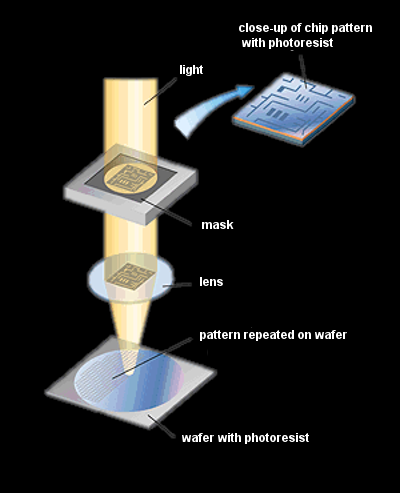 close-up of chip pattern
with photoresist
light
mask
lens
pattern repeated on wafer
wafer with photoresist